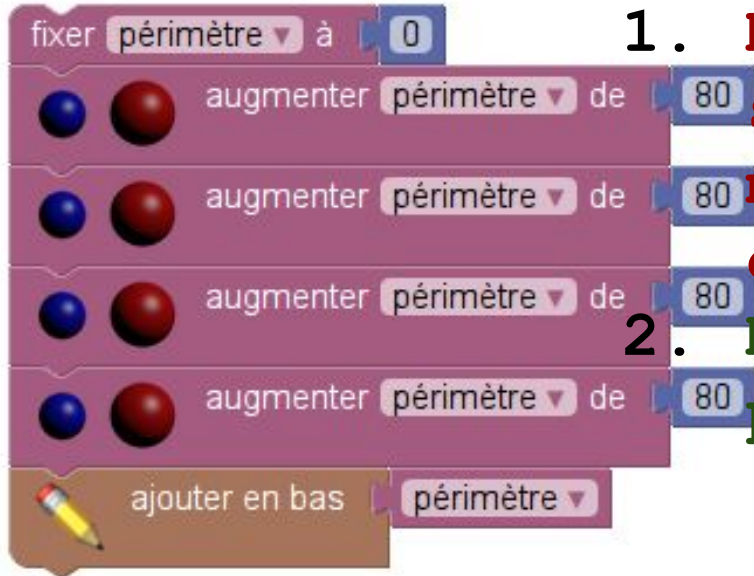 fixer périmètre à 0
1.
augmenter périmètre de 80
augmenter périmètre de 80
augmenter périmètre de 80
2.
augmenter périmètre de 80
ajouter en bas périmètre